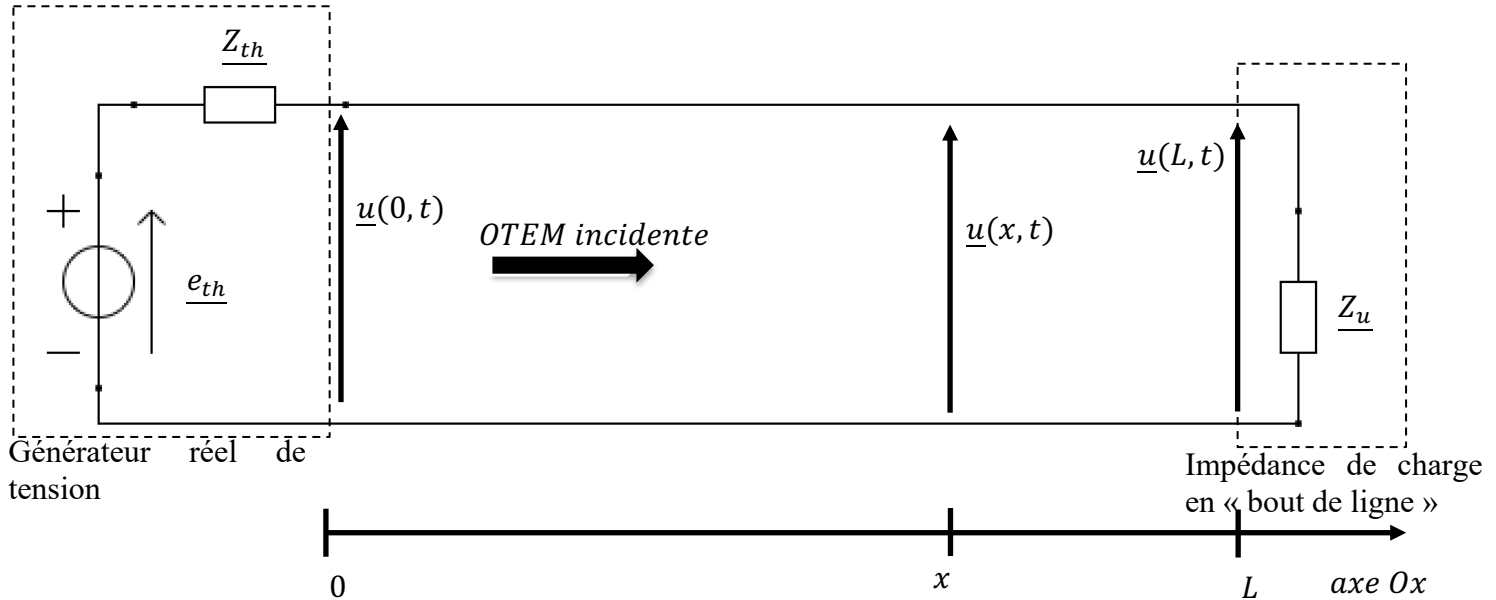 Z_th
u(0, t)
u(L, t)
OTEM incidente
u(x, t)
+
e_th
−
Z_u
Générateur réel de
tension
Impédance de charge
en « bout de ligne »
0
x
L
axe Ox